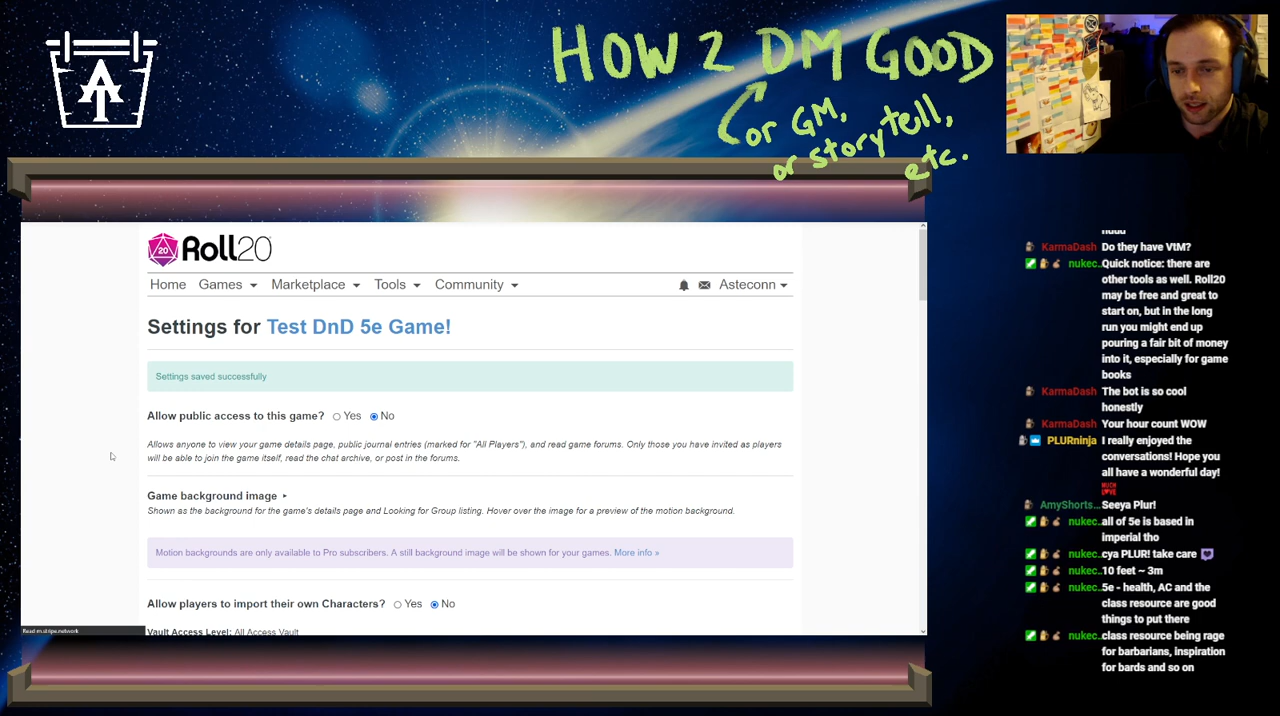 AT
HOW 2 DM GOOD
or GM,
or storytell,
etc.
20 Roll20
Home Games Marketplace Tools Community Asteconn
Settings for Test DnD 5e Game!
Settings saved successfully
Allow public access to this game? Yes No
Allows anyone to view your game details page, public journal entries (marked for "All Players"), and read game forums. Only those you have invited as players
will be able to join the game itself, read the chat archive, or post in the forums.
Game background image
Shown as the background for the game's details page and Looking for Group listing. Hover over the image for a preview of the motion background.
Motion backgrounds are only available to Pro subscribers. A still background image will be shown for your games. More info »
Allow players to import their own Characters? Yes No
Vault Access Level: All Access Vault
Read m.stripe.network
KarmaDash Do they have VtM?
nukec.. Quick notice: there are
other tools as well. Roll20
may be free and great to
start on, but in the long
run you might end up
pouring a fair bit of money
into it, especially for game
books
KarmaDash The bot is so cool
honestly
KarmaDash Your hour count WOW
PLURninja I really enjoyed the
conversations! Hope you
all have a wonderful day!
MUCH LOVE
AmyShorts... Seeya Plur!
nukec.. all of 5e is based in
imperial tho
nukec.. cya PLUR! take care
nukec.. 10 feet ~ 3m
nukec.. 5e - health, AC and the
class resource are good
things to put there
nukec.. class resource being rage
for barbarians, inspiration
for bards and so on